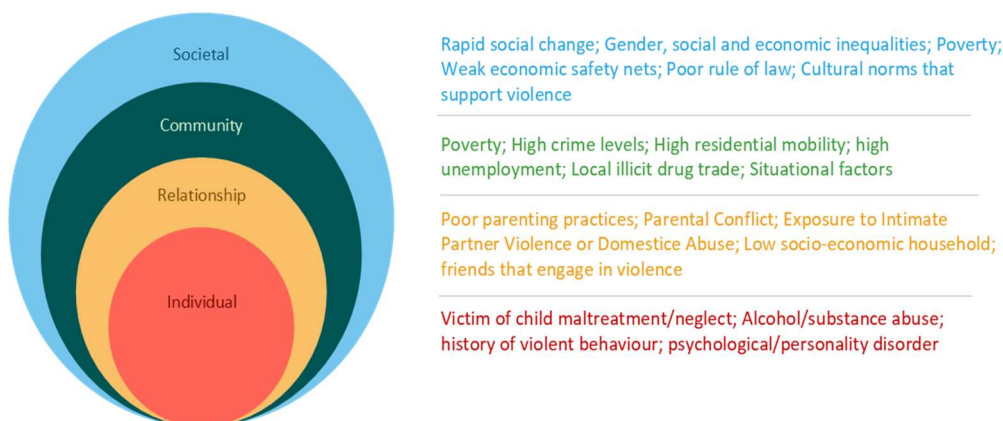 Societal
Community
Relationship
Individual
Rapid social change; Gender, social and economic inequalities; Poverty;
Weak economic safety nets; Poor rule of law; Cultural norms that
support violence
Poverty; High crime levels; High residential mobility; high
unemployment; Local illicit drug trade; Situational factors
Poor parenting practices; Parental Conflict; Exposure to Intimate
Partner Violence or Domestice Abuse; Low socio-economic household;
friends that engage in violence
Victim of child maltreatment/neglect; Alcohol/substance abuse;
history of violent behaviour; psychological/personality disorder